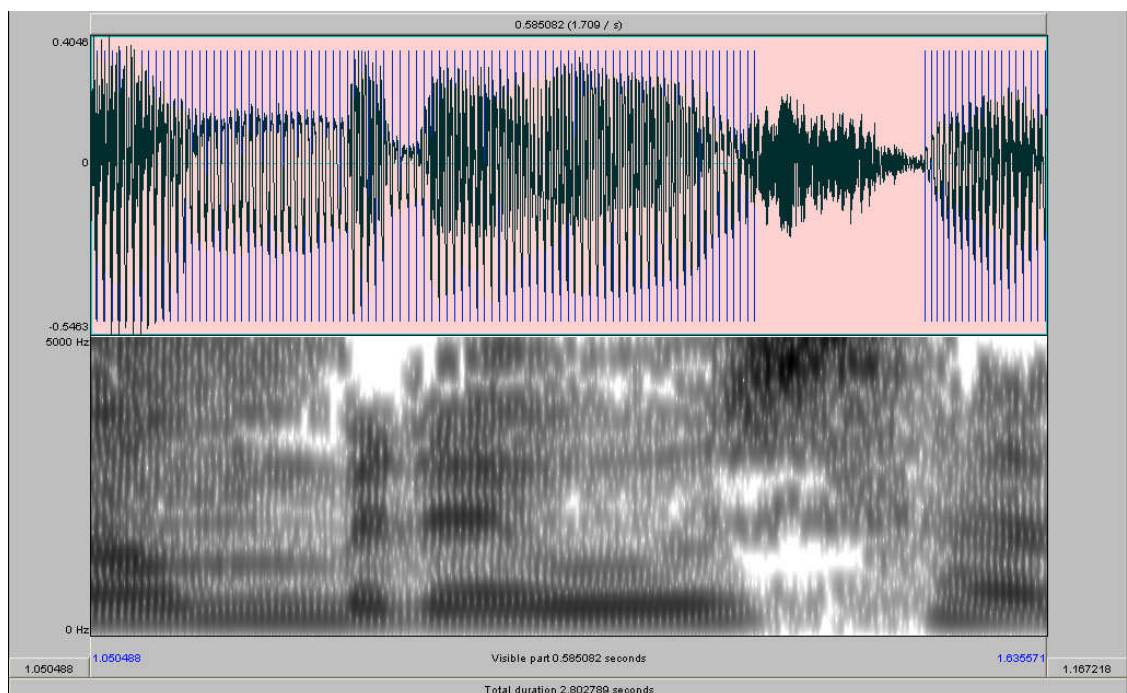 0.585082 (1.709 / s)
0.4046
0
-0.5463
5000 Hz
0 Hz
1.050488 Visible part 0.585082 seconds 1.635571
1.050488 1.167218
Total duration 2.802789 seconds